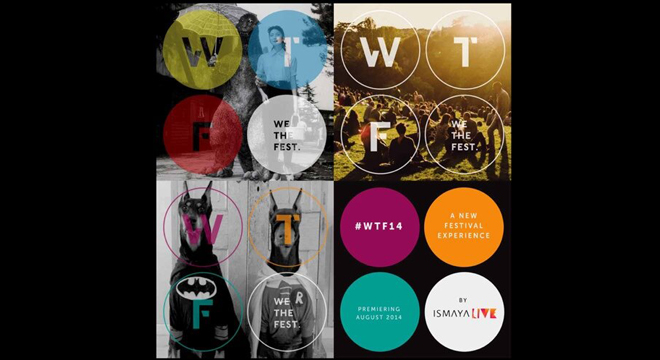 W
T
F
WE
THE
FEST.
W
T
F
WE
THE
FEST.
W
T
F
R
WE
THE
FEST.
#WTF14
A NEW
FESTIVAL
EXPERIENCE
PREMIERING
AUGUST 2014
BY
ISMAYA LIVE